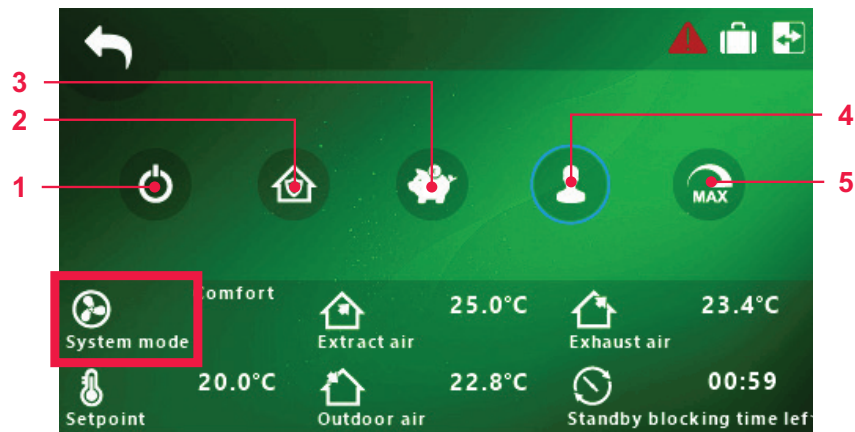 3
2
4
1
5
MAX
Comfort
25.0°C
23.4°C
System mode
Extract air
Exhaust air
20.0°C
22.8°C
00:59
Setpoint
Outdoor air
Standby blocking time lef